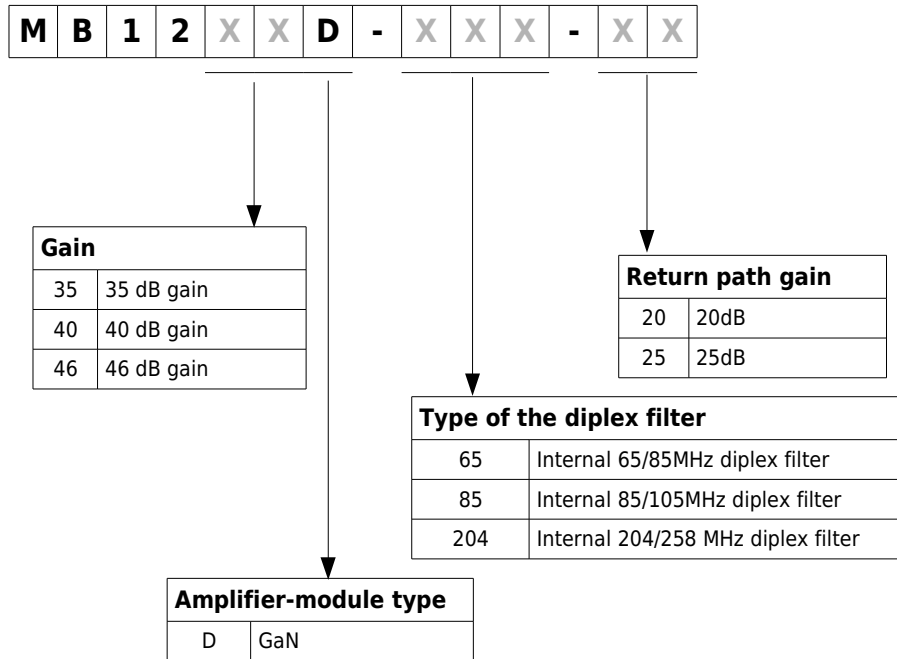 M B 1 2 X X D - X X X - X X
Gain
35 35 dB gain
40 40 dB gain
46 46 dB gain
Return path gain
20 20dB
25 25dB
Type of the diplex filter
65 Internal 65/85MHz diplex filter
85 Internal 85/105MHz diplex filter
204 Internal 204/258 MHz diplex filter
Amplifier-module type
D GaN